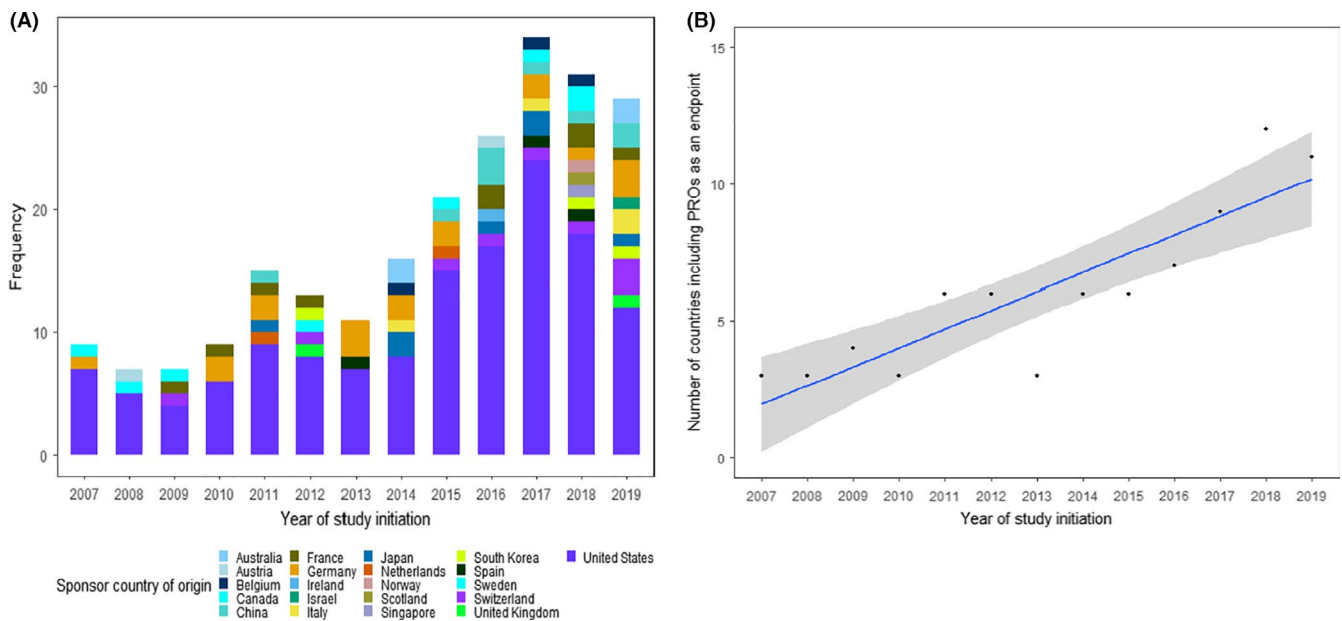 (A)
Frequency
30
20
10
0
2007 2008 2009 2010 2011 2012 2013 2014 2015 2016 2017 2018 2019
Year of study initiation
Sponsor country of origin
Australia
Austria
Belgium
Canada
China
France
Germany
Ireland
Israel
Italy
Japan
Netherlands
Norway
Scotland
Singapore
South Korea
Spain
Sweden
Switzerland
United Kingdom
United States
(B)
Number of countries including PROs as an endpoint
15
10
5
0
2007 2008 2009 2010 2011 2012 2013 2014 2015 2016 2017 2018 2019
Year of study initiation